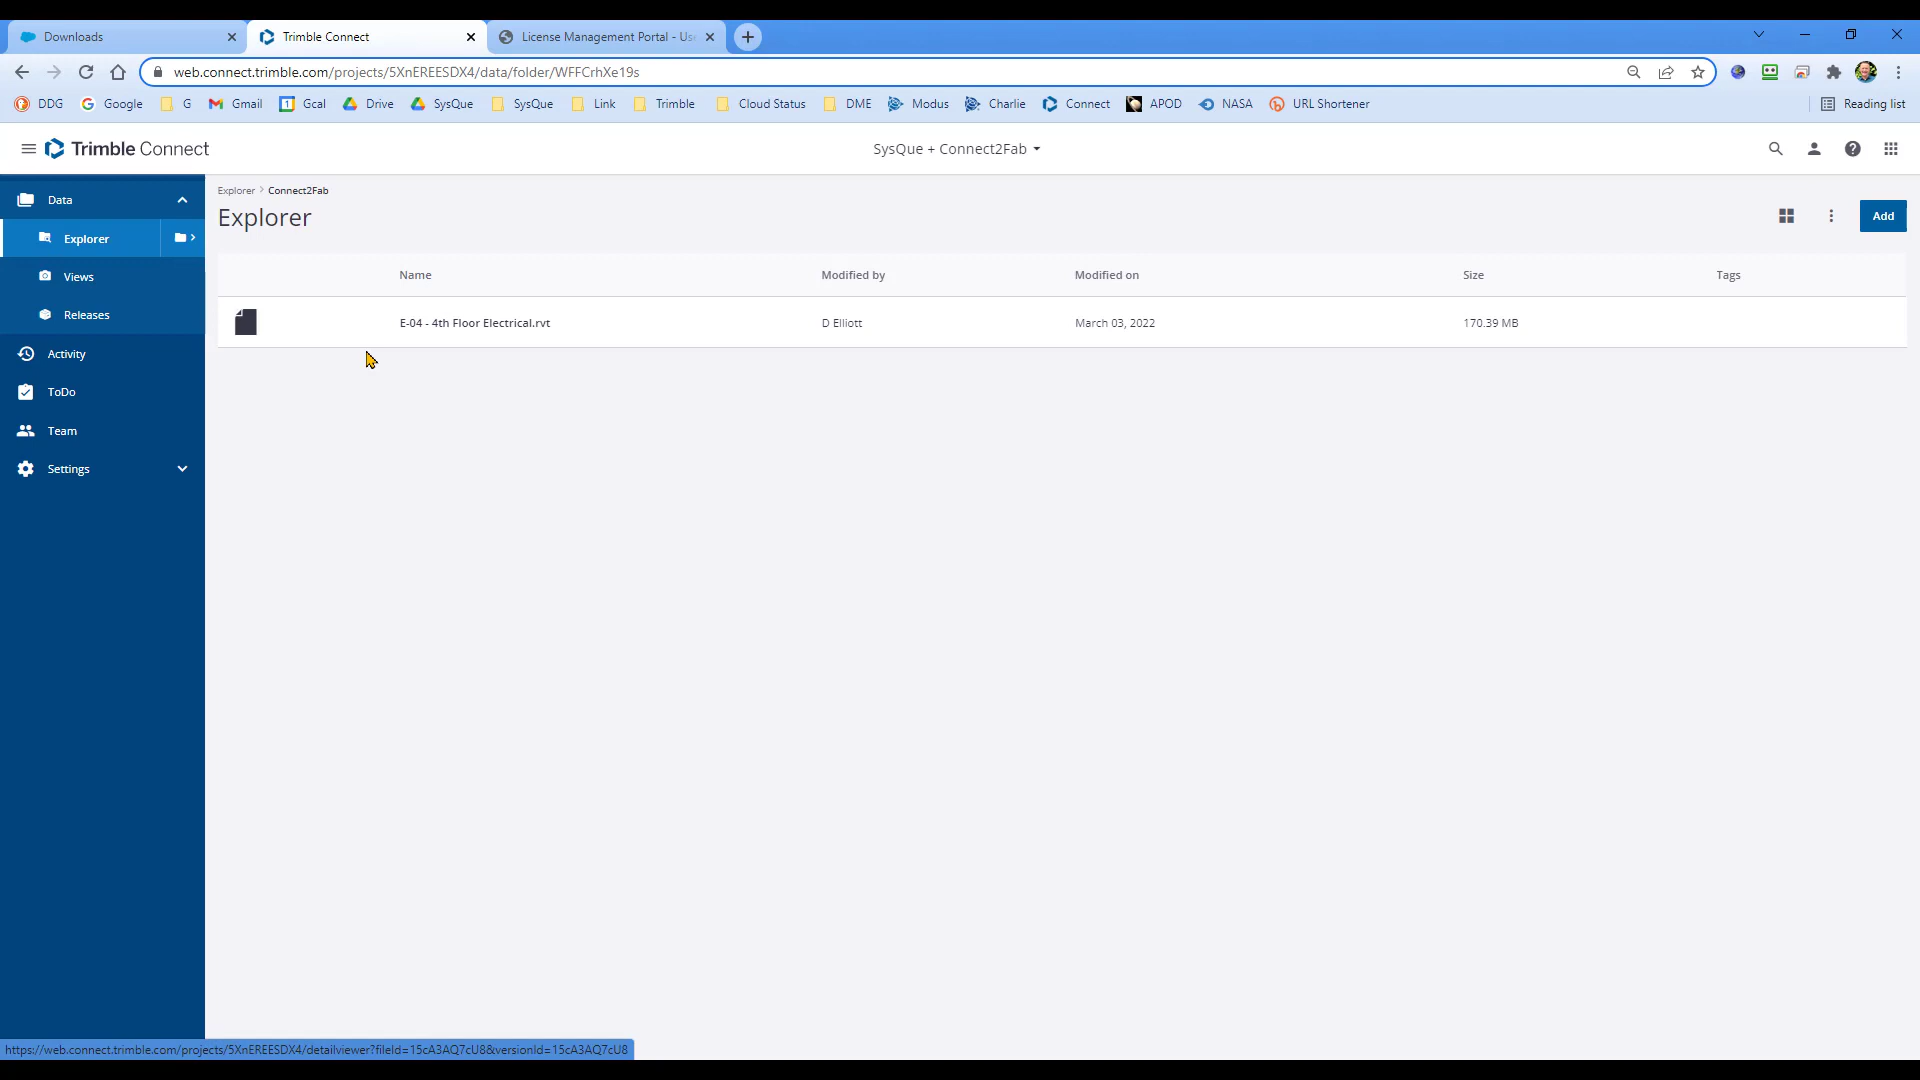 Downloads
Trimble Connect
License Management Portal - Use
web.connect.trimble.com/projects/5XnEREESDX4/data/folder/WFFCrhXe19s
DDG Google G Gmail Gcal Drive SysQue SysQue Link Trimble Cloud Status DME Modus Charlie Connect APOD NASA URL Shortener Reading list
Trimble Connect
SysQue + Connect2Fab
Data
Explorer
Views
Releases
Activity
ToDo
Team
Settings
Explorer > Connect2Fab
Explorer
Add
Name Modified by Modified on Size Tags
E-04 - 4th Floor Electrical.rvt D Elliott March 03, 2022 170.39 MB
https://web.connect.trimble.com/projects/5XnEREESDX4/detailviewer?fileId=15cA3AQ7cU8&versionId=15cA3AQ7cU8